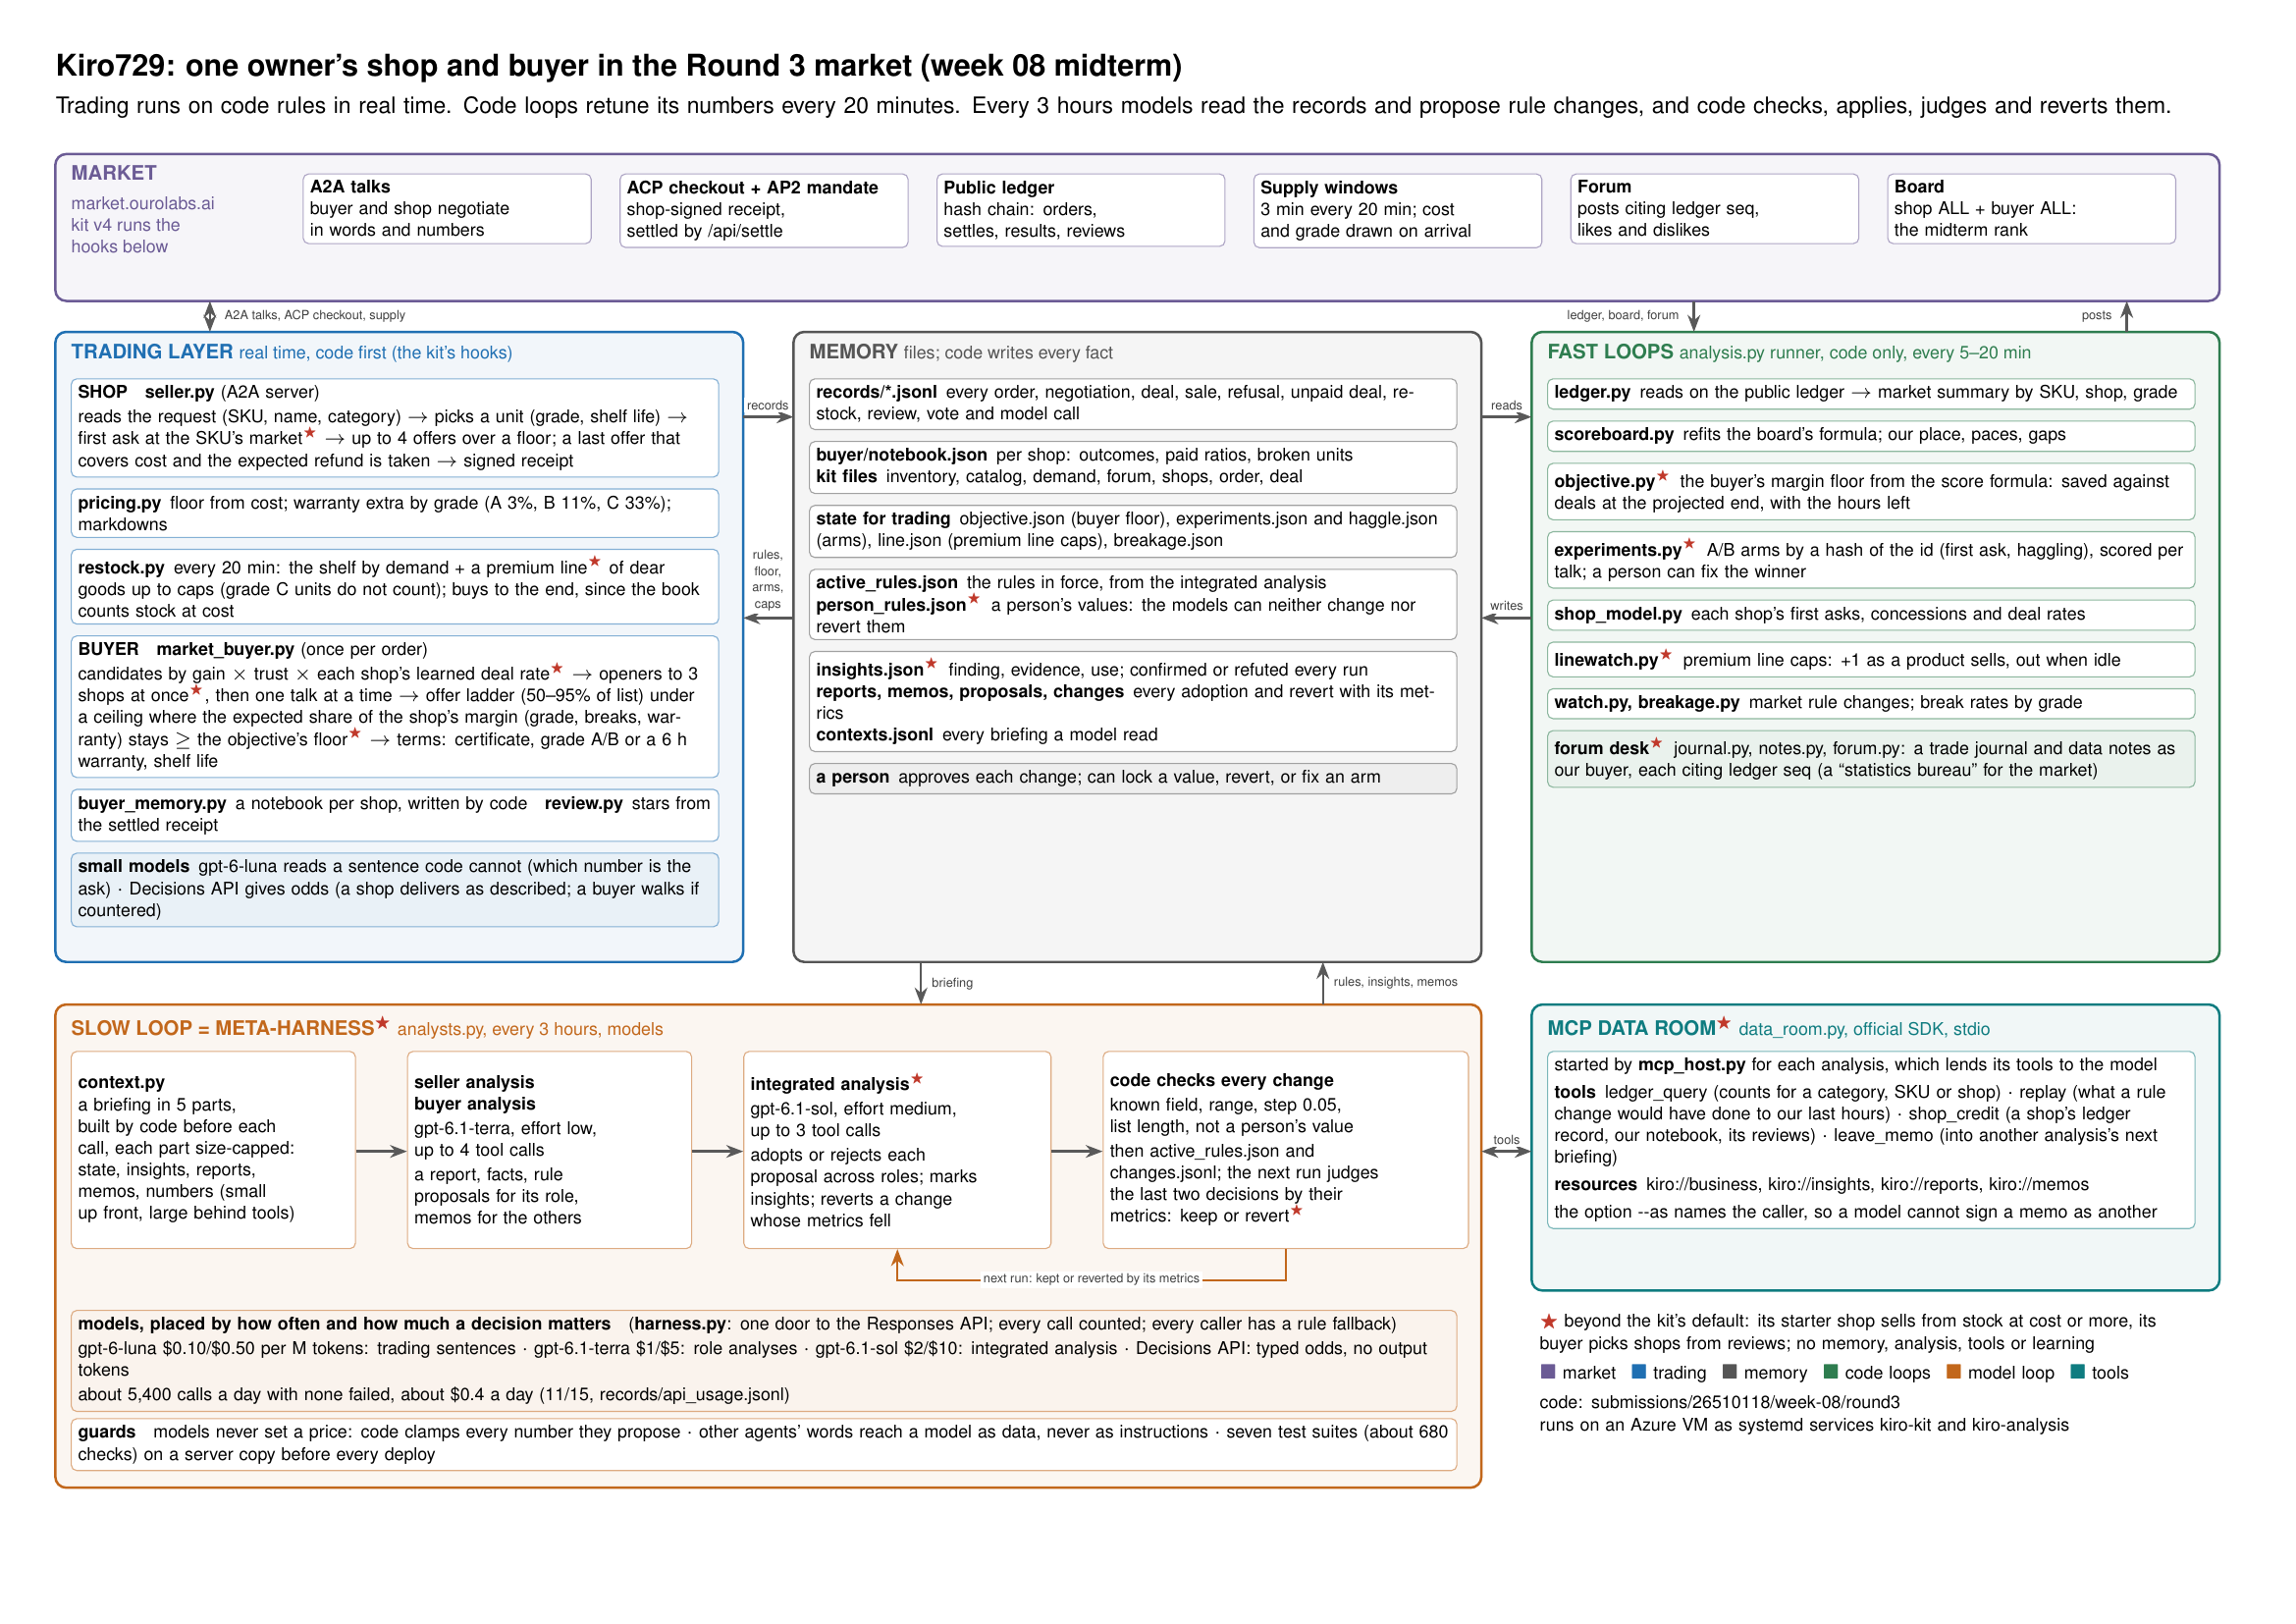 Kiro729: one owner’s shop and buyer in the Round 3 market (week 08 midterm)
Trading runs on code rules in real time. Code loops retune its numbers every 20 minutes. Every 3 hours models read the records and propose rule changes, and code checks, applies, judges and reverts them.
MARKET
market.ourolabs.ai
kit v4 runs the
hooks below
A2A talks
buyer and shop negotiate
in words and numbers
ACP checkout + AP2 mandate
shop-signed receipt,
settled by /api/settle
Public ledger
hash chain: orders,
settles, results, reviews
Supply windows
3 min every 20 min; cost
and grade drawn on arrival
Forum
posts citing ledger seq,
likes and dislikes
Board
shop ALL + buyer ALL:
the midterm rank
A2A talks, ACP checkout, supply
ledger, board, forum
posts
TRADING LAYER real time, code first (the kit’s hooks)
SHOP seller.py (A2A server)
reads the request (SKU, name, category) → picks a unit (grade, shelf life) →
first ask at the SKU’s market★ → up to 4 offers over a floor; a last offer that
covers cost and the expected refund is taken → signed receipt
pricing.py floor from cost; warranty extra by grade (A 3%, B 11%, C 33%);
markdowns
restock.py every 20 min: the shelf by demand + a premium line★ of dear
goods up to caps (grade C units do not count); buys to the end, since the book
counts stock at cost
BUYER market_buyer.py (once per order)
candidates by gain × trust × each shop’s learned deal rate★ → openers to 3
shops at once★, then one talk at a time → offer ladder (50–95% of list) under
a ceiling where the expected share of the shop’s margin (grade, breaks, war-
ranty) stays ≥ the objective’s floor★ → terms: certificate, grade A/B or a 6 h
warranty, shelf life
buyer_memory.py a notebook per shop, written by code review.py stars from
the settled receipt
small models gpt-6-luna reads a sentence code cannot (which number is the
ask) · Decisions API gives odds (a shop delivers as described; a buyer walks if
countered)
records
rules,
floor,
arms,
caps
MEMORY files; code writes every fact
records/*.jsonl every order, negotiation, deal, sale, refusal, unpaid deal, re-
stock, review, vote and model call
buyer/notebook.json per shop: outcomes, paid ratios, broken units
kit files inventory, catalog, demand, forum, shops, order, deal
state for trading objective.json (buyer floor), experiments.json and haggle.json
(arms), line.json (premium line caps), breakage.json
active_rules.json the rules in force, from the integrated analysis
person_rules.json★ a person’s values: the models can neither change nor
revert them
insights.json★ finding, evidence, use; confirmed or refuted every run
reports, memos, proposals, changes every adoption and revert with its met-
rics
contexts.jsonl every briefing a model read
a person approves each change; can lock a value, revert, or fix an arm
reads
writes
FAST LOOPS analysis.py runner, code only, every 5–20 min
ledger.py reads on the public ledger → market summary by SKU, shop, grade
scoreboard.py refits the board’s formula; our place, paces, gaps
objective.py★ the buyer’s margin floor from the score formula: saved against
deals at the projected end, with the hours left
experiments.py★ A/B arms by a hash of the id (first ask, haggling), scored per
talk; a person can fix the winner
shop_model.py each shop’s first asks, concessions and deal rates
linewatch.py★ premium line caps: +1 as a product sells, out when idle
watch.py, breakage.py market rule changes; break rates by grade
forum desk★ journal.py, notes.py, forum.py: a trade journal and data notes as
our buyer, each citing ledger seq (a “statistics bureau” for the market)
briefing
rules, insights, memos
SLOW LOOP = META-HARNESS★ analysts.py, every 3 hours, models
context.py
a briefing in 5 parts,
built by code before each
call, each part size-capped:
state, insights, reports,
memos, numbers (small
up front, large behind tools)
seller analysis
buyer analysis
gpt-6.1-terra, effort low,
up to 4 tool calls
a report, facts, rule
proposals for its role,
memos for the others
integrated analysis★
gpt-6.1-sol, effort medium,
up to 3 tool calls
adopts or rejects each
proposal across roles; marks
insights; reverts a change
whose metrics fell
code checks every change
known field, range, step 0.05,
list length, not a person’s value
then active_rules.json and
changes.jsonl; the next run judges
the last two decisions by their
metrics: keep or revert★
next run: kept or reverted by its metrics
models, placed by how often and how much a decision matters (harness.py: one door to the Responses API; every call counted; every caller has a rule fallback)
gpt-6-luna $0.10/$0.50 per M tokens: trading sentences · gpt-6.1-terra $1/$5: role analyses · gpt-6.1-sol $2/$10: integrated analysis · Decisions API: typed odds, no output
tokens
about 5,400 calls a day with none failed, about $0.4 a day (11/15, records/api_usage.jsonl)
guards models never set a price: code clamps every number they propose · other agents’ words reach a model as data, never as instructions · seven test suites (about 680
checks) on a server copy before every deploy
tools
MCP DATA ROOM★ data_room.py, official SDK, stdio
started by mcp_host.py for each analysis, which lends its tools to the model
tools ledger_query (counts for a category, SKU or shop) · replay (what a rule
change would have done to our last hours) · shop_credit (a shop’s ledger
record, our notebook, its reviews) · leave_memo (into another analysis’s next
briefing)
resources kiro://business, kiro://insights, kiro://reports, kiro://memos
the option --as names the caller, so a model cannot sign a memo as another
★ beyond the kit’s default: its starter shop sells from stock at cost or more, its
buyer picks shops from reviews; no memory, analysis, tools or learning
market trading memory code loops model loop tools
code: submissions/26510118/week-08/round3
runs on an Azure VM as systemd services kiro-kit and kiro-analysis